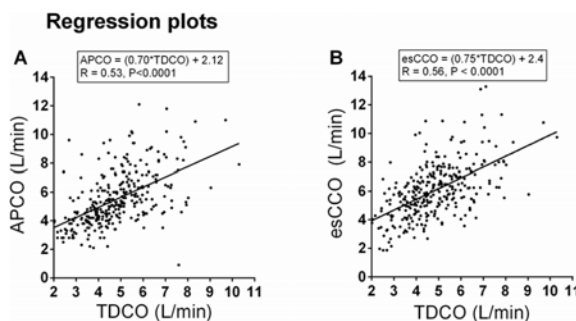 Regression plots
A
APCO = (0.70*TDCO) + 2.12
R = 0.53, P<0.0001
14
12
10
8
6
4
2
0
APCO (L/min)
2 3 4 5 6 7 8 9 10 11
TDCO (L/min)
B
esCCO = (0.75*TDCO) + 2.4
R = 0.56, P < 0.0001
14
12
10
8
6
4
2
0
esCCO (L/min)
2 3 4 5 6 7 8 9 10 11
TDCO (L/min)